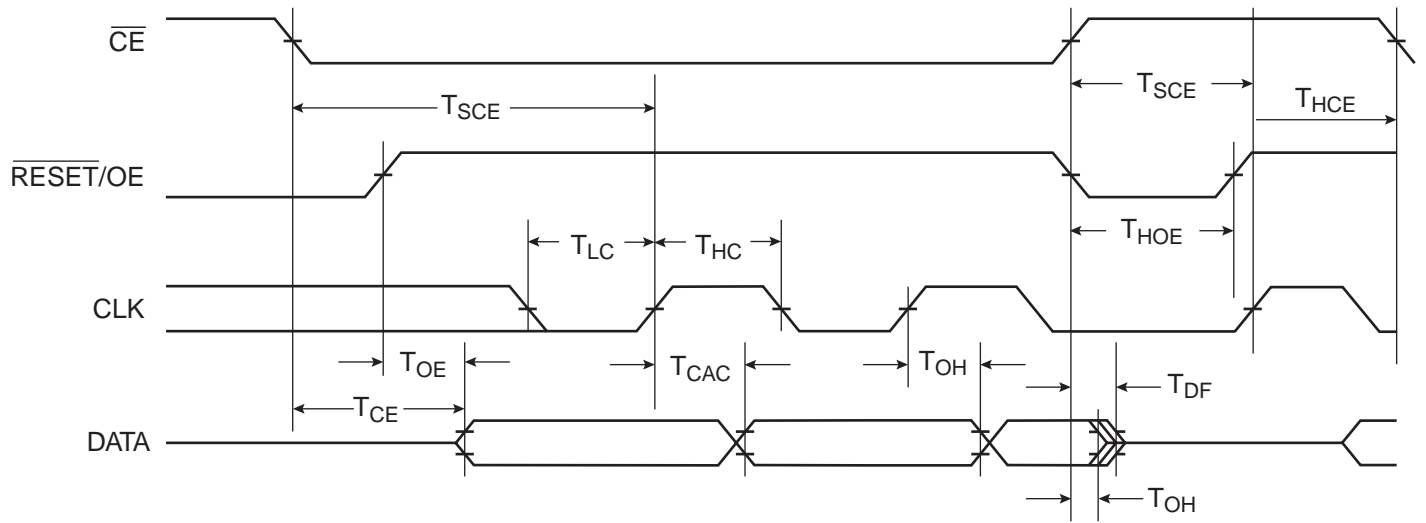 CE
T_SCE
T_SCE
T_HCE
RESET/OE
T_LC
T_HC
T_HOE
CLK
T_OE
T_CAC
T_OH
T_DF
T_CE
DATA
T_OH